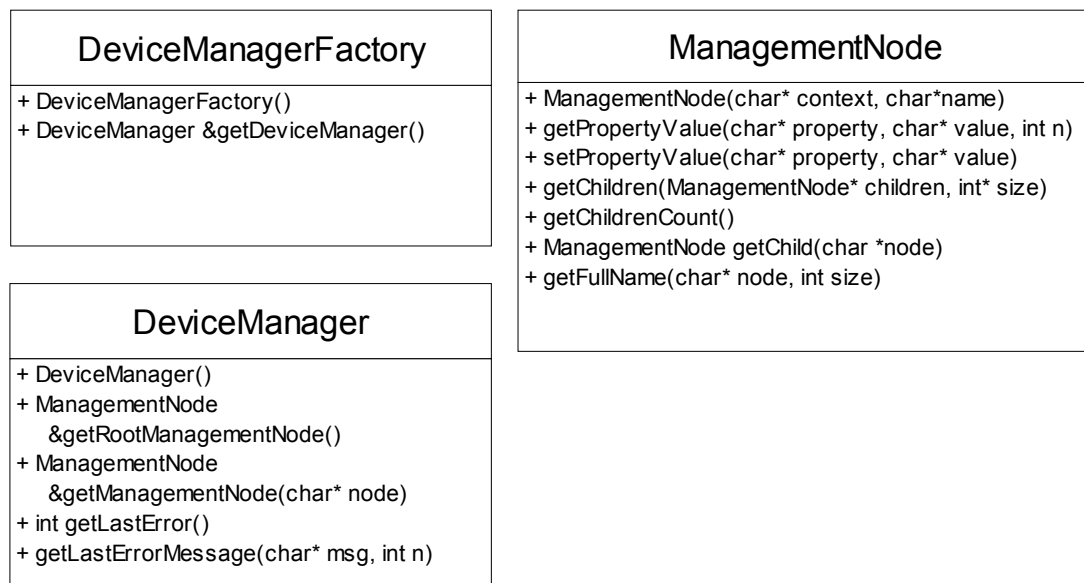 DeviceManagerFactory
+ DeviceManagerFactory()
+ DeviceManager &getDeviceManager()
ManagementNode
+ ManagementNode(char* context, char*name)
+ getPropertyValue(char* property, char* value, int n)
+ setPropertyValue(char* property, char* value)
+ getChildren(ManagementNode* children, int* size)
+ getChildrenCount()
+ ManagementNode getChild(char *node)
+ getFullName(char* node, int size)
DeviceManager
+ DeviceManager()
+ ManagementNode
&getRootManagementNode()
+ ManagementNode
&getManagementNode(char* node)
+ int getLastError()
+ getLastErrorMessage(char* msg, int n)